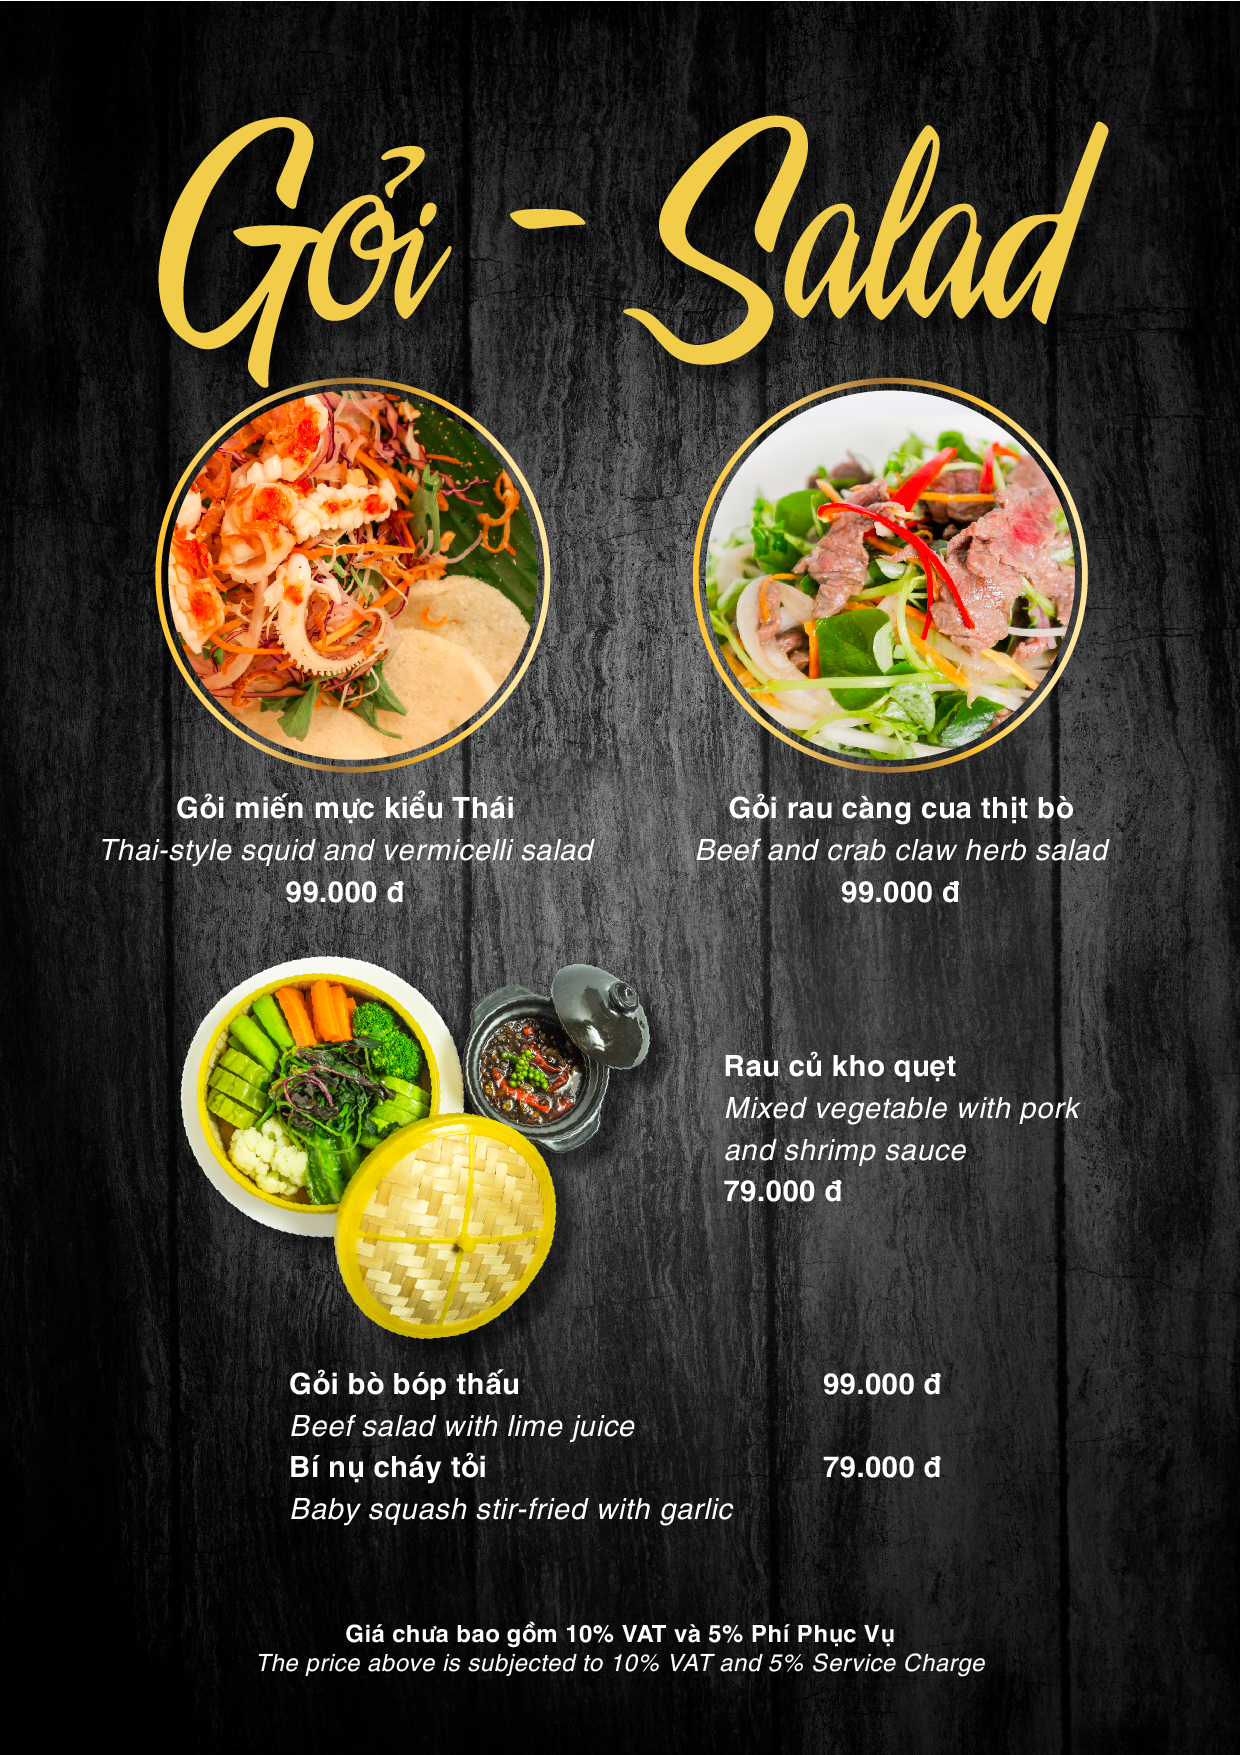 Gỏi - Salad
Gỏi miến mực kiểu Thái
Thai-style squid and vermicelli salad
99.000 đ
Gỏi rau càng cua thịt bò
Beef and crab claw herb salad
99.000 đ
Rau củ kho quẹt
Mixed vegetable with pork
and shrimp sauce
79.000 đ
Gỏi bò bóp thấu 99.000 đ
Beef salad with lime juice
Bí nụ cháy tỏi 79.000 đ
Baby squash stir-fried with garlic
Giá chưa bao gồm 10% VAT và 5% Phí Phục Vụ
The price above is subjected to 10% VAT and 5% Service Charge